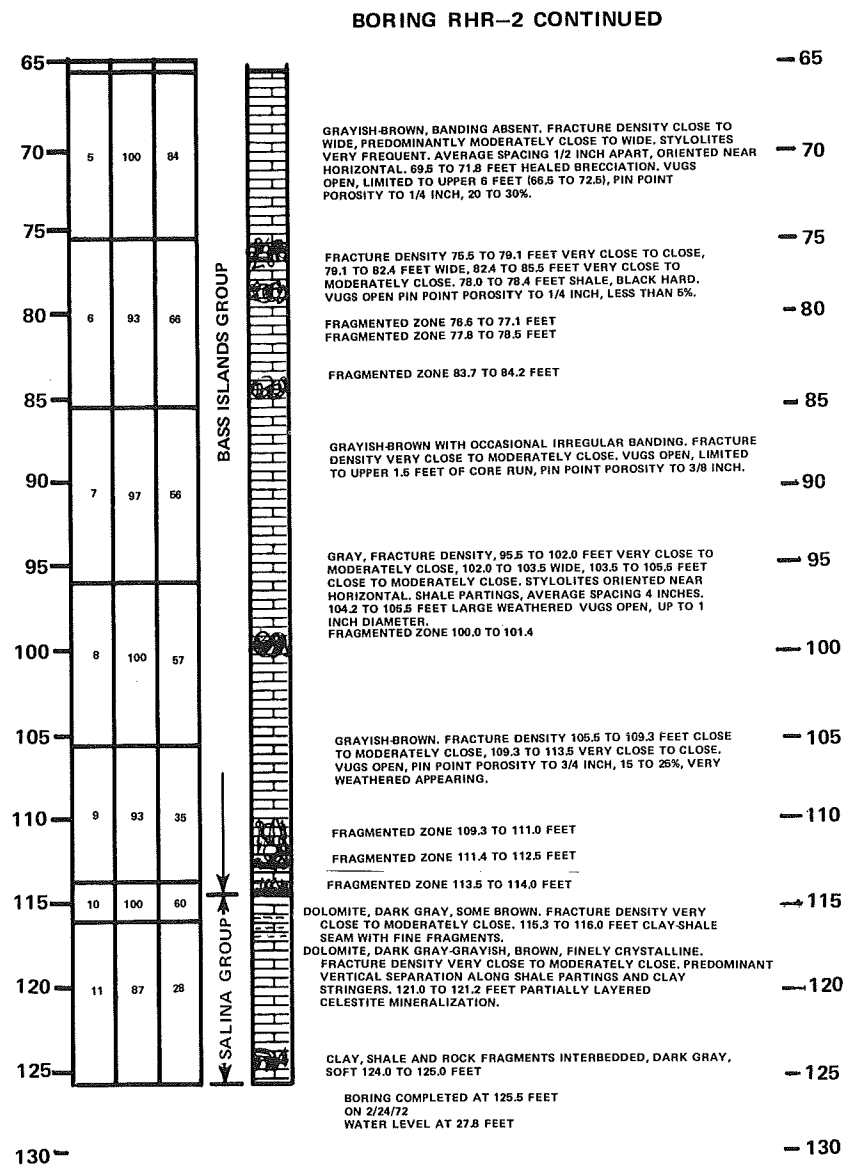 BORING RHR-2 CONTINUED
65
65
5 100 84
GRAYISH-BROWN, BANDING ABSENT. FRACTURE DENSITY CLOSE TO
WIDE, PREDOMINANTLY MODERATELY CLOSE TO WIDE. STYLOLITES
VERY FREQUENT. AVERAGE SPACING 1/2 INCH APART, ORIENTED NEAR
HORIZONTAL. 69.5 TO 71.8 FEET HEALED BRECCIATION. VUGS
OPEN, LIMITED TO UPPER 6 FEET (66.5 TO 72.5), PIN POINT
POROSITY TO 1/4 INCH, 20 TO 30%.
70
70
75
75
FRACTURE DENSITY 75.5 TO 79.1 FEET VERY CLOSE TO CLOSE,
79.1 TO 82.4 FEET WIDE, 82.4 TO 85.5 FEET VERY CLOSE TO
MODERATELY CLOSE. 78.0 TO 78.4 FEET SHALE, BLACK HARD.
VUGS OPEN PIN POINT POROSITY TO 1/4 INCH, LESS THAN 5%.
80
80
6 93 66
FRAGMENTED ZONE 76.6 TO 77.1 FEET
FRAGMENTED ZONE 77.8 TO 78.5 FEET
FRAGMENTED ZONE 83.7 TO 84.2 FEET
BASS ISLANDS GROUP
85
85
GRAYISH-BROWN WITH OCCASIONAL IRREGULAR BANDING. FRACTURE
DENSITY VERY CLOSE TO MODERATELY CLOSE. VUGS OPEN, LIMITED
TO UPPER 1.5 FEET OF CORE RUN, PIN POINT POROSITY TO 3/8 INCH.
90
90
7 97 56
95
95
GRAY, FRACTURE DENSITY, 95.5 TO 102.0 FEET VERY CLOSE TO
MODERATELY CLOSE, 102.0 TO 103.5 WIDE, 103.5 TO 105.5 FEET
CLOSE TO MODERATELY CLOSE. STYLOLITES ORIENTED NEAR
HORIZONTAL. SHALE PARTINGS, AVERAGE SPACING 4 INCHES.
104.2 TO 105.5 FEET LARGE WEATHERED VUGS OPEN, UP TO 1
INCH DIAMETER.
FRAGMENTED ZONE 100.0 TO 101.4
100
100
8 100 57
105
105
GRAYISH-BROWN. FRACTURE DENSITY 105.5 TO 109.3 FEET CLOSE
TO MODERATELY CLOSE, 109.3 TO 113.5 VERY CLOSE TO CLOSE.
VUGS OPEN, PIN POINT POROSITY TO 3/4 INCH, 15 TO 25%, VERY
WEATHERED APPEARING.
110
110
9 93 35
FRAGMENTED ZONE 109.3 TO 111.0 FEET
FRAGMENTED ZONE 111.4 TO 112.5 FEET
FRAGMENTED ZONE 113.5 TO 114.0 FEET
115
115
10 100 60
DOLOMITE, DARK GRAY, SOME BROWN. FRACTURE DENSITY VERY
CLOSE TO MODERATELY CLOSE. 115.3 TO 116.0 FEET CLAY-SHALE
SEAM WITH FINE FRAGMENTS.
DOLOMITE, DARK GRAY-GRAYISH, BROWN, FINELY CRYSTALLINE.
FRACTURE DENSITY VERY CLOSE TO MODERATELY CLOSE. PREDOMINANT
VERTICAL SEPARATION ALONG SHALE PARTINGS AND CLAY
STRINGERS. 121.0 TO 121.2 FEET PARTIALLY LAYERED
CELESTITE MINERALIZATION.
SALINA GROUP
120
120
11 87 28
CLAY, SHALE AND ROCK FRAGMENTS INTERBEDDED, DARK GRAY,
SOFT 124.0 TO 125.0 FEET
125
125
BORING COMPLETED AT 125.5 FEET
ON 2/24/72
WATER LEVEL AT 27.8 FEET
130
130